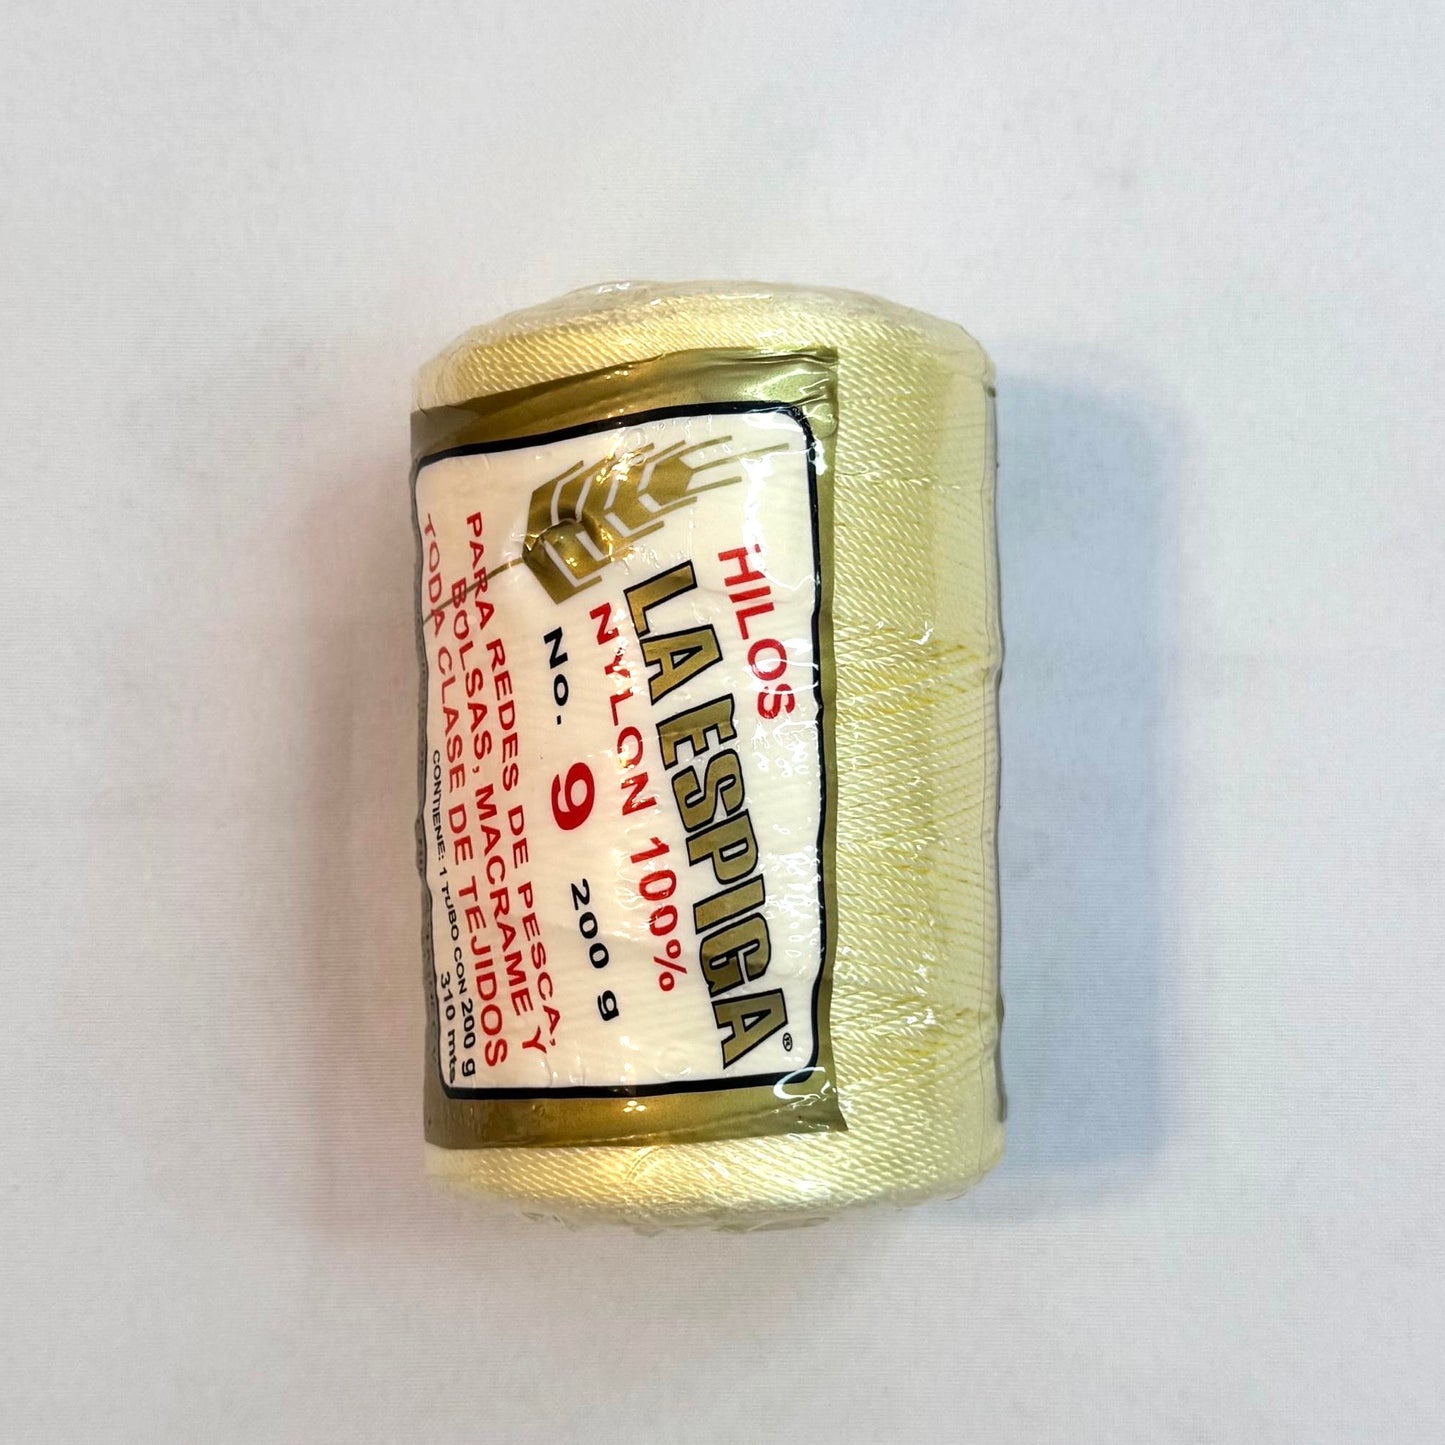 HILOS
LA ESPIGA®
NYLON 100%
No. 9 200 g
PARA REDES DE PESCA,
BOLSAS, MACRAME Y
TODA CLASE DE TEJIDOS
CONTIENE: 1 TUBO CON 200 g
310 mts